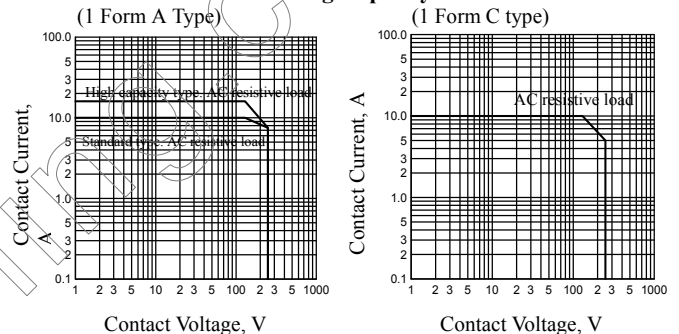 (1 Form A Type)
100.0
5
3
2
High capacity type. AC resistive load
10.0
Standard type. AC resistive load
5
3
2
1.0
5
3
2
0.1
1 2 3 5 10 2 3 5 100 2 3 5 1000
Contact Current, A
Contact Voltage, V
(1 Form C type)
100.0
5
3
2
AC resistive load
10.0
5
3
2
1.0
5
3
2
0.1
1 2 3 5 10 2 3 5 100 2 3 5 1000
Contact Current, A
Contact Voltage, V